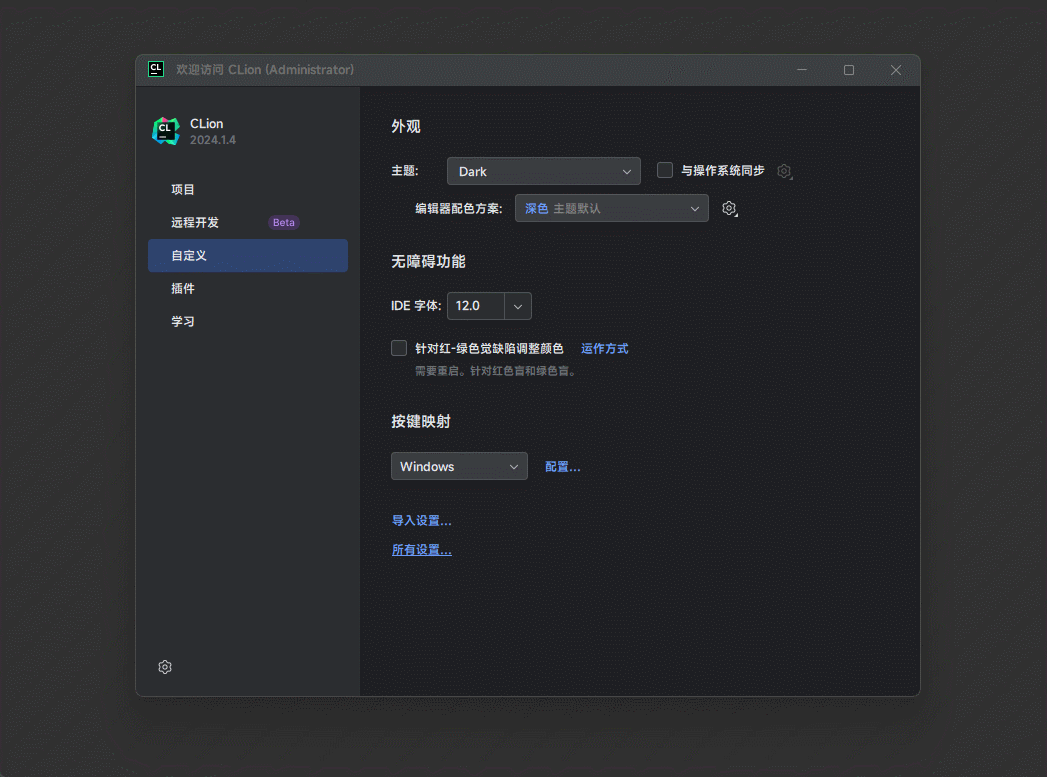 CL 欢迎访问 CLion (Administrator)
CL
CLion
2024.1.4
项目
远程开发 Beta
自定义
插件
学习
外观
主题: Dark 与操作系统同步
编辑器配色方案: 深色 主题默认
无障碍功能
IDE 字体: 12.0
针对红-绿色觉缺陷调整颜色 运作方式
需要重启。针对红色盲和绿色盲。
按键映射
Windows 配置...
导入设置...
所有设置...